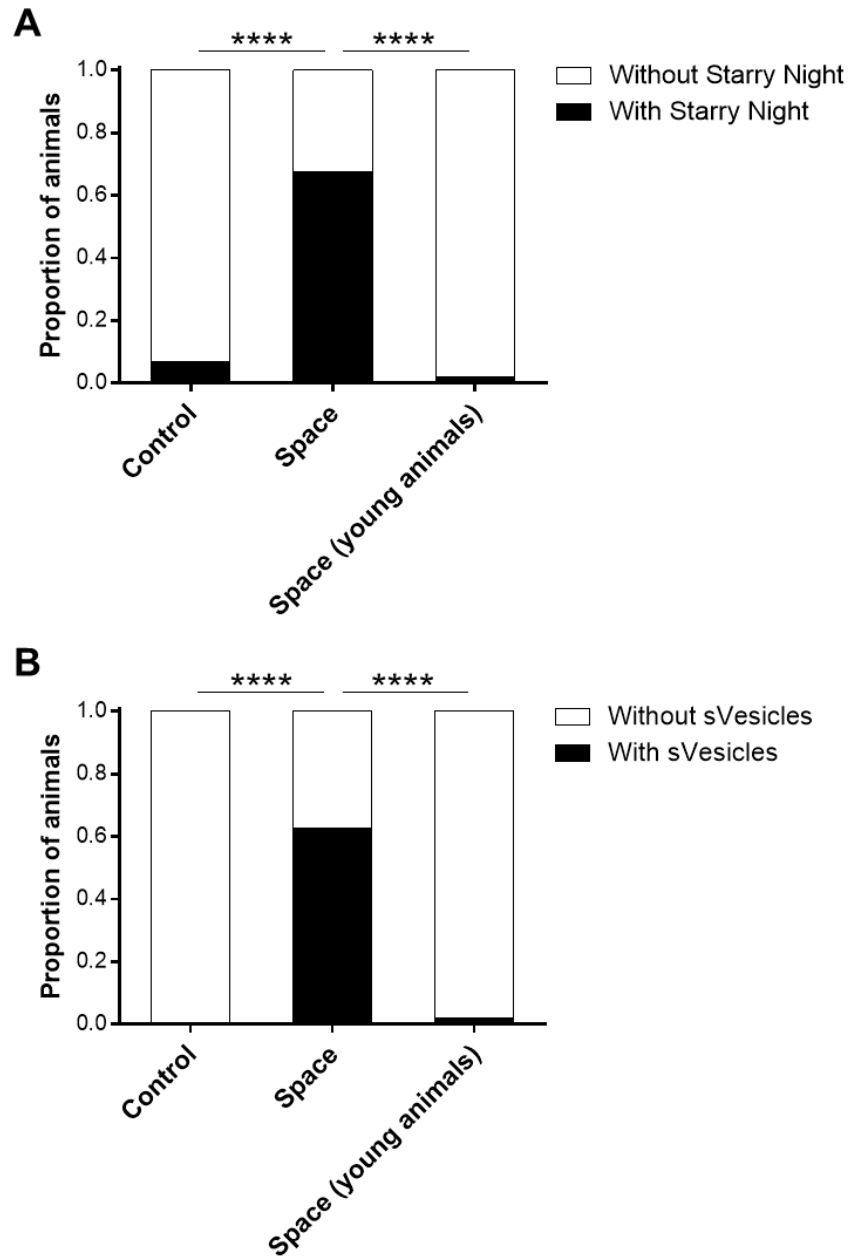 A
**** ****
Proportion of animals
1.0
0.8
0.6
0.4
0.2
0.0
Control
Space
Space (young animals)
Without Starry Night
With Starry Night
B
**** ****
Proportion of animals
1.0
0.8
0.6
0.4
0.2
0.0
Control
Space
Space (young animals)
Without sVesicles
With sVesicles